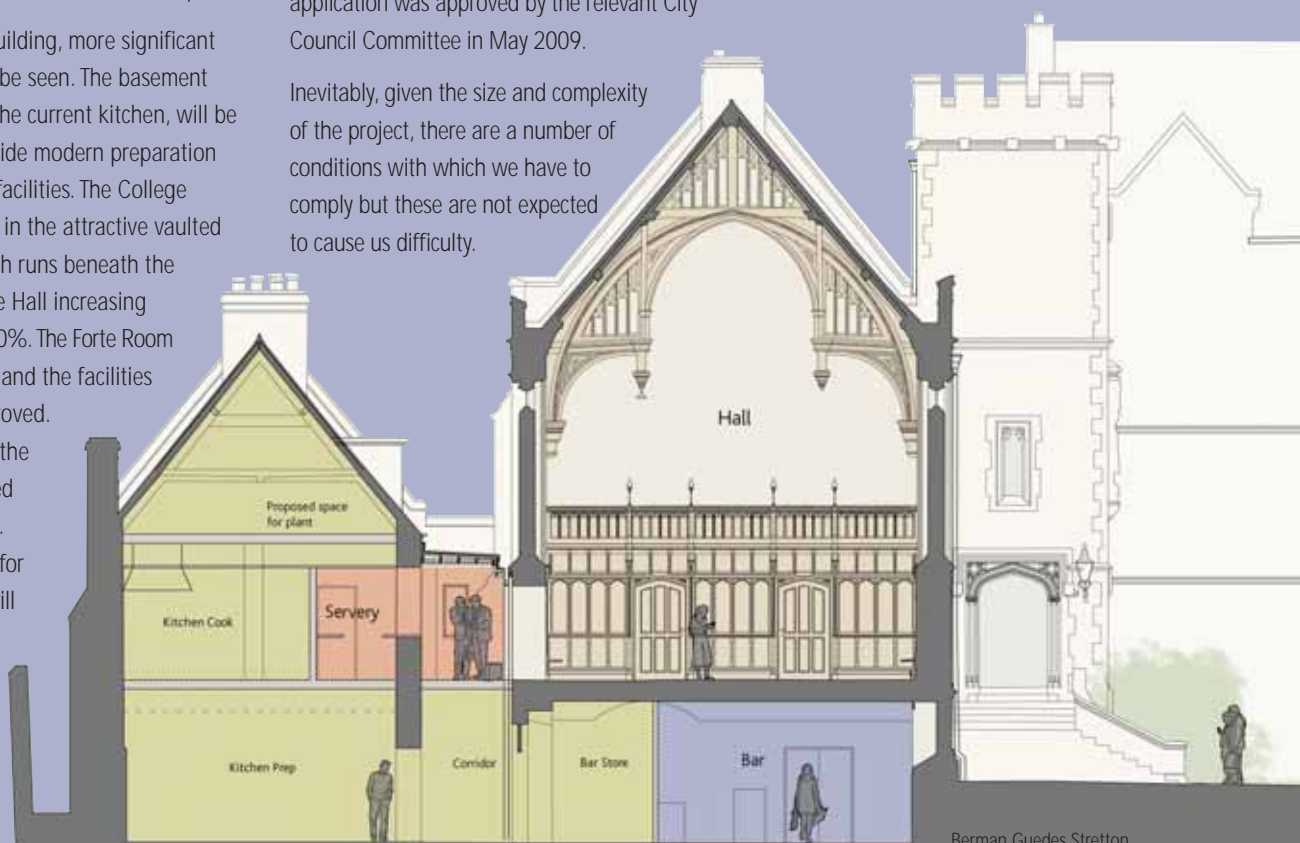 uilding, more significant
be seen. The basement
he current kitchen, will be
ide modern preparation
facilities. The College
in the attractive vaulted
h runs beneath the
e Hall increasing
0%. The Forte Room
and the facilities
roved.
the
ed
.
for
ill
application was approved by the relevant City
Council Committee in May 2009.
Inevitably, given the size and complexity
of the project, there are a number of
conditions with which we have to
comply but these are not expected
to cause us difficulty.
Hall
Proposed space
for plant
Kitchen Cook
Servery
Kitchen Prep
Corridor
Bar Store
Bar
Berman Guedes Stretton